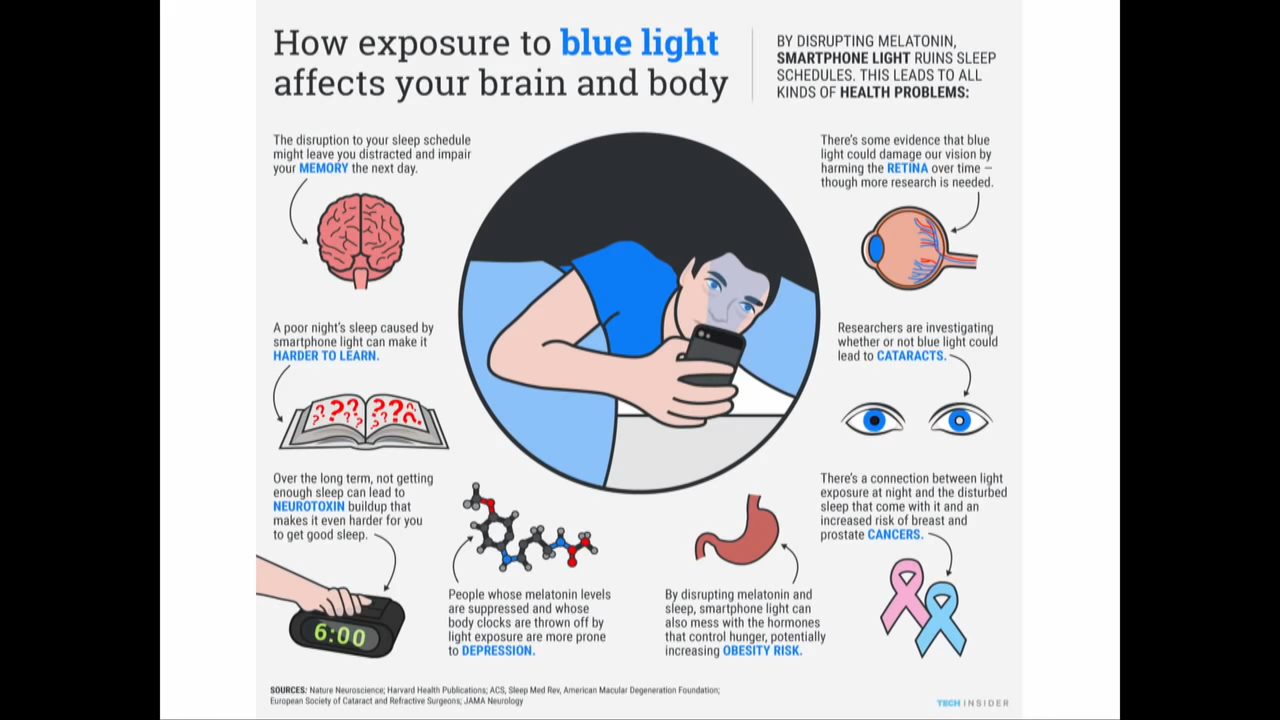 How exposure to blue light
affects your brain and body
BY DISRUPTING MELATONIN,
SMARTPHONE LIGHT RUINS SLEEP
SCHEDULES. THIS LEADS TO ALL
KINDS OF HEALTH PROBLEMS:
The disruption to your sleep schedule
might leave you distracted and impair
your MEMORY the next day.
There's some evidence that blue
light could damage our vision by
harming the RETINA over time –
though more research is needed.
A poor night's sleep caused by
smartphone light can make it
HARDER TO LEARN.
???
???
?????
Researchers are investigating
whether or not blue light could
lead to CATARACTS.
Over the long term, not getting
enough sleep can lead to
NEUROTOXIN buildup that
makes it even harder for you
to get good sleep.
6:00
People whose melatonin levels
are suppressed and whose
body clocks are thrown off by
light exposure are more prone
to DEPRESSION.
By disrupting melatonin and
sleep, smartphone light can
also mess with the hormones
that control hunger, potentially
increasing OBESITY RISK.
There's a connection between light
exposure at night and the disturbed
sleep that come with it and an
increased risk of breast and
prostate CANCERS.
SOURCES: Nature Neuroscience; Harvard Health Publications; ACS, Sleep Med Rev, American Macular Degeneration Foundation;
European Society of Cataract and Refractive Surgeons; JAMA Neurology
TECH INSIDER